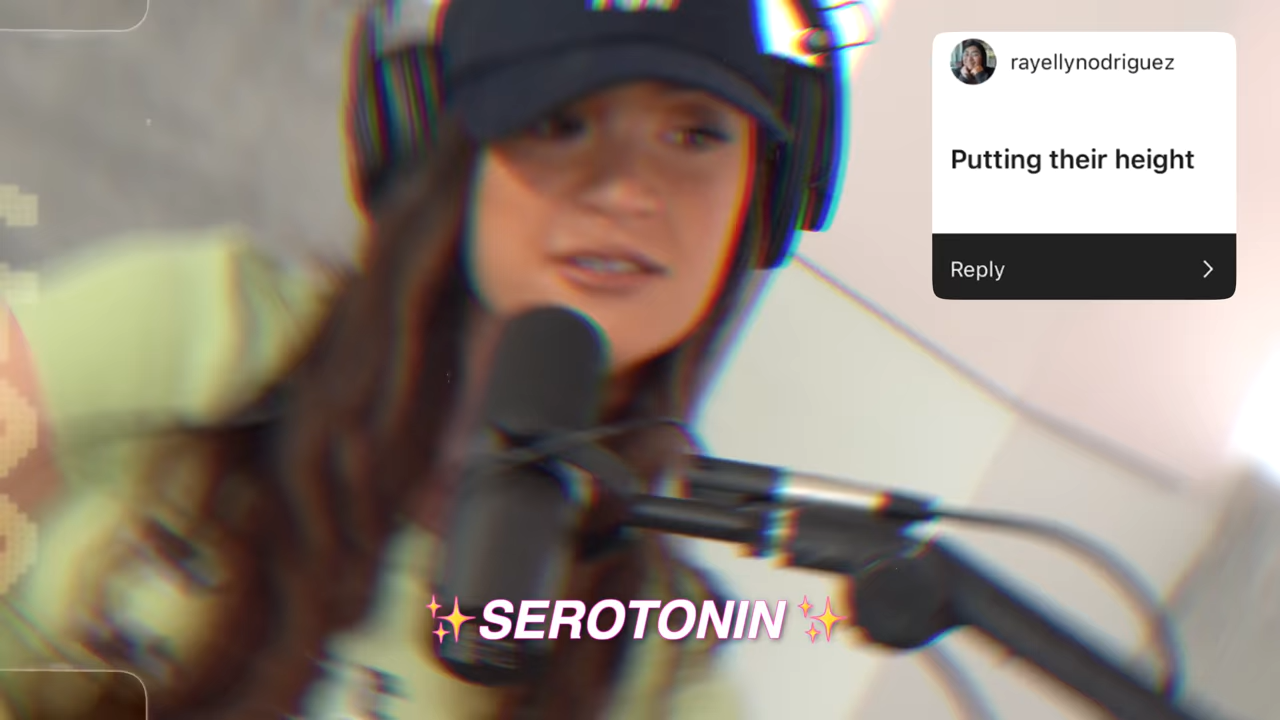 rayellynodriguez
Putting their height
Reply
✨SEROTONIN ✨